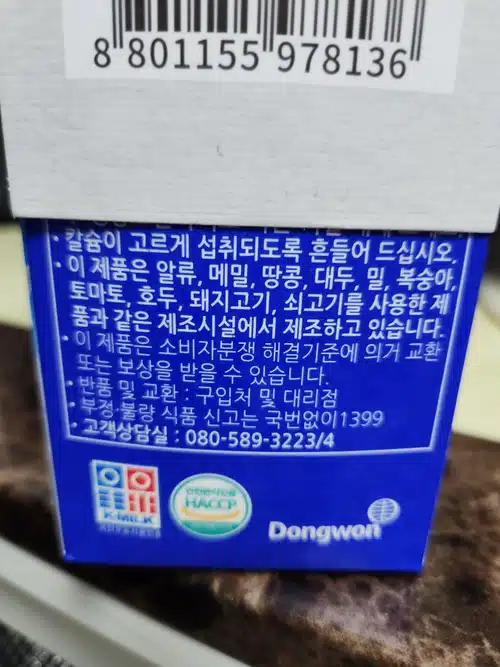 8 801155 978136
· 칼슘이 고르게 섭취되도록 흔들어 드십시오.
· 이 제품은 알류, 메밀, 땅콩, 대두, 밀, 복숭아,
토마토, 호두, 돼지고기, 쇠고기를 사용한 제
품과 같은 제조시설에서 제조하고 있습니다.
· 이 제품은 소비자분쟁 해결기준에 의거 교환
또는 보상을 받을 수 있습니다.
· 반품 및 교환 : 구입처 및 대리점
· 부정·불량 식품 신고는 국번없이1399
· 고객상담실 : 080-589-3223/4
K-MILK
HACCP
Dongwon